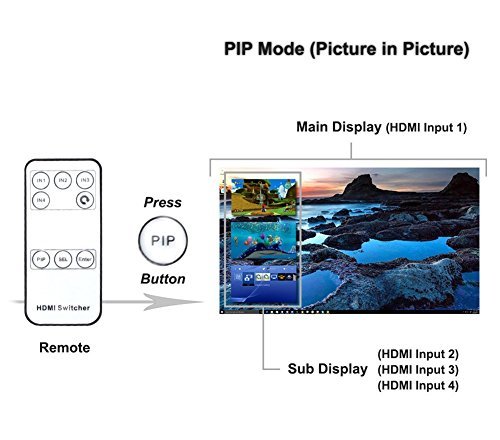 PIP Mode (Picture in Picture)
Main Display (HDMI Input 1)
IN1 IN2 IN3
IN4
PIP SEL Enter
HDMI Switcher
Remote
Press
PIP
Button
Sub Display
(HDMI Input 2)
(HDMI Input 3)
(HDMI Input 4)